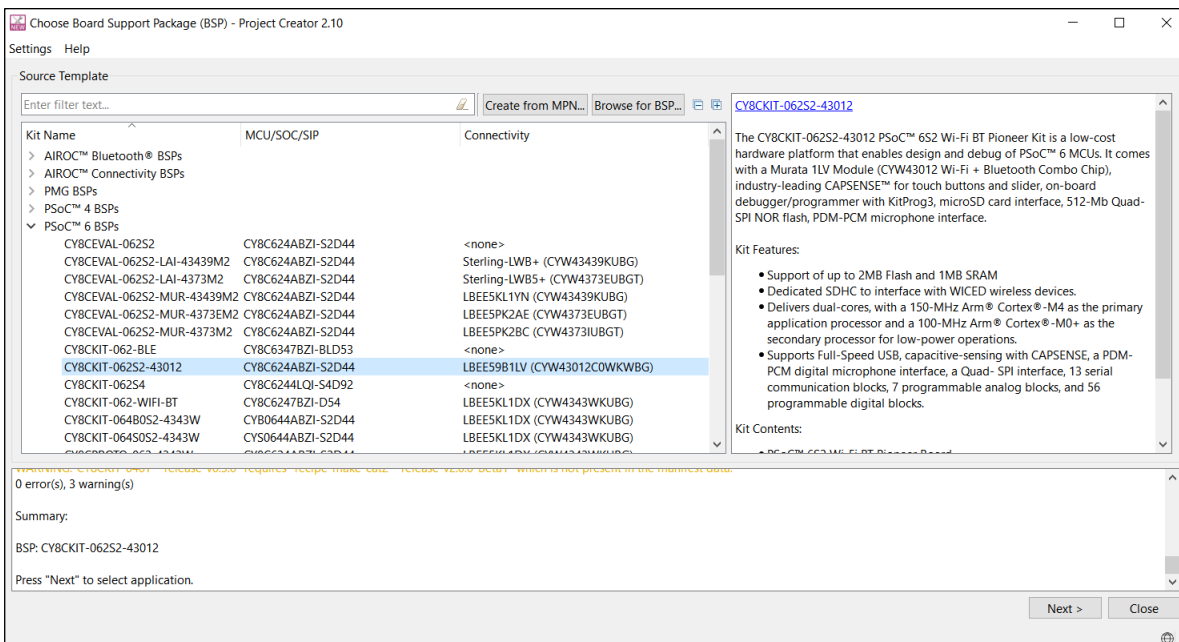 Choose Board Support Package (BSP) - Project Creator 2.10
Settings Help
Source Template
Enter filter text...
Create from MPN... Browse for BSP...
Kit Name MCU/SOC/SIP Connectivity
AIROC™ Bluetooth® BSPs
AIROC™ Connectivity BSPs
PMG BSPs
PSoC™ 4 BSPs
PSoC™ 6 BSPs
CY8CEVAL-062S2 CY8C624ABZI-S2D44 <none>
CY8CEVAL-062S2-LAI-43439M2 CY8C624ABZI-S2D44 Sterling-LWB+ (CYW43439KUBG)
CY8CEVAL-062S2-LAI-4373M2 CY8C624ABZI-S2D44 Sterling-LWB5+ (CYW4373EUBGT)
CY8CEVAL-062S2-MUR-43439M2 CY8C624ABZI-S2D44 LBEE5KL1YN (CYW43439KUBG)
CY8CEVAL-062S2-MUR-4373EM2 CY8C624ABZI-S2D44 LBEE5PK2AE (CYW4373EUBGT)
CY8CEVAL-062S2-MUR-4373M2 CY8C624ABZI-S2D44 LBEE5PK2BC (CYW4373IUBGT)
CY8CKIT-062-BLE CY8C6347BZI-BLD53 <none>
CY8CKIT-062S2-43012 CY8C624ABZI-S2D44 LBEE59B1LV (CYW43012C0WKWBG)
CY8CKIT-062S4 CY8C6244LQI-S4D92 <none>
CY8CKIT-062-WIFI-BT CY8C6247BZI-D54 LBEE5KL1DX (CYW4343WKUBG)
CY8CKIT-064B0S2-4343W CYB0644ABZI-S2D44 LBEE5KL1DX (CYW4343WKUBG)
CY8CKIT-064S0S2-4343W CYS0644ABZI-S2D44 LBEE5KL1DX (CYW4343WKUBG)
CY8CKIT-062S2-43012
The CY8CKIT-062S2-43012 PSoC™ 6S2 Wi-Fi BT Pioneer Kit is a low-cost
hardware platform that enables design and debug of PSoC™ 6 MCUs. It comes
with a Murata 1LV Module (CYW43012 Wi-Fi + Bluetooth Combo Chip),
industry-leading CAPSENSE™ for touch buttons and slider, on-board
debugger/programmer with KitProg3, microSD card interface, 512-Mb Quad-
SPI NOR flash, PDM-PCM microphone interface.
Kit Features:
• Support of up to 2MB Flash and 1MB SRAM
• Dedicated SDHC to interface with WICED wireless devices.
• Delivers dual-cores, with a 150-MHz Arm® Cortex®-M4 as the primary
application processor and a 100-MHz Arm® Cortex®-M0+ as the
secondary processor for low-power operations.
• Supports Full-Speed USB, capacitive-sensing with CAPSENSE, a PDM-
PCM digital microphone interface, a Quad- SPI interface, 13 serial
communication blocks, 7 programmable analog blocks, and 56
programmable digital blocks.
Kit Contents:
0 error(s), 3 warning(s)
Summary:
BSP: CY8CKIT-062S2-43012
Press "Next" to select application.
Next > Close